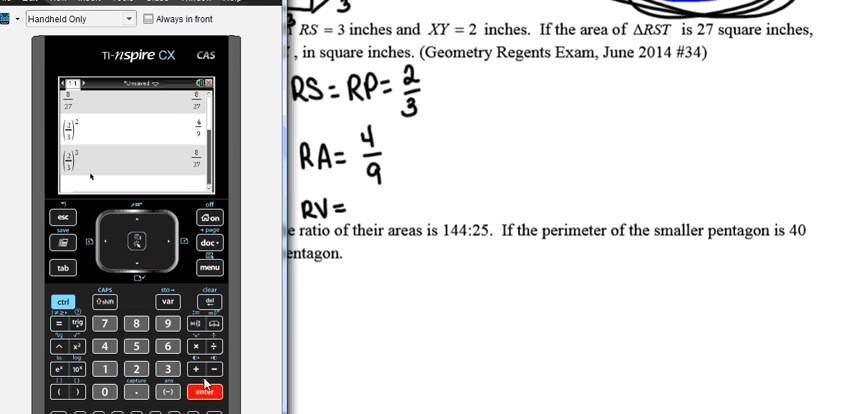 Handheld Only
Always in front
TI-nspire CX CAS
1.1 *Unsaved
8/27 8/27
(2/3)^2 4/9
(2/3)^3 8/27
RS = 3 inches and XY = 2 inches. If the area of ΔRST is 27 square inches,
, in square inches. (Geometry Regents Exam, June 2014 #34)
RS = RP = 2/3
RA = 4/9
RV =
e ratio of their areas is 144:25. If the perimeter of the smaller pentagon is 40
entagon.
off
esc on
save + page
doc
tab menu
CAPS sto→ clear
ctrl shift var del
= trig 7 8 9
^ x² 4 5 6 × ÷
ln log
eˣ 10ˣ 1 2 3 + −
capture ans
( ) 0 . (−) enter